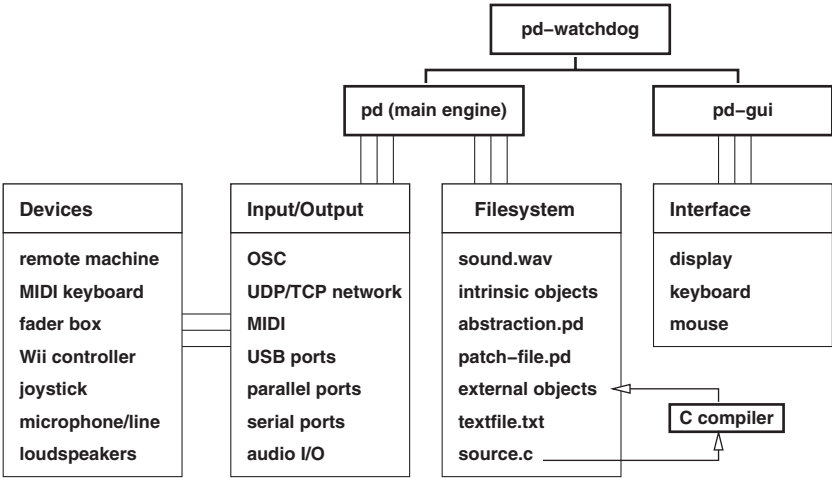 pd–watchdog
pd (main engine)
pd–gui
Devices
remote machine
MIDI keyboard
fader box
Wii controller
joystick
microphone/line
loudspeakers
Input/Output
OSC
UDP/TCP network
MIDI
USB ports
parallel ports
serial ports
audio I/O
Filesystem
sound.wav
intrinsic objects
abstraction.pd
patch–file.pd
external objects
textfile.txt
source.c
Interface
display
keyboard
mouse
C compiler